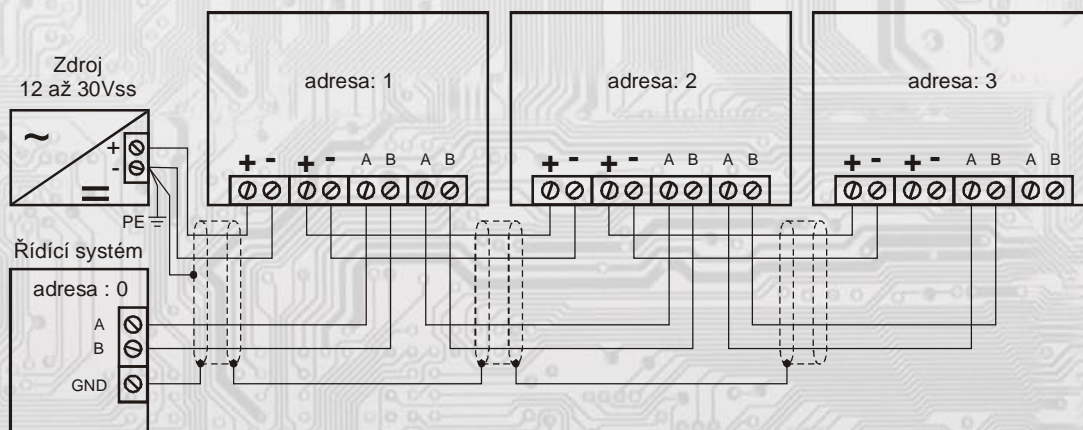 Zdroj
12 až 30Vss
~
+
-
=
PE
Řídící systém
adresa : 0
A
B
GND
adresa: 1
+ - + - A B A B
adresa: 2
+ - + - A B A B
adresa: 3
+ - + - A B A B